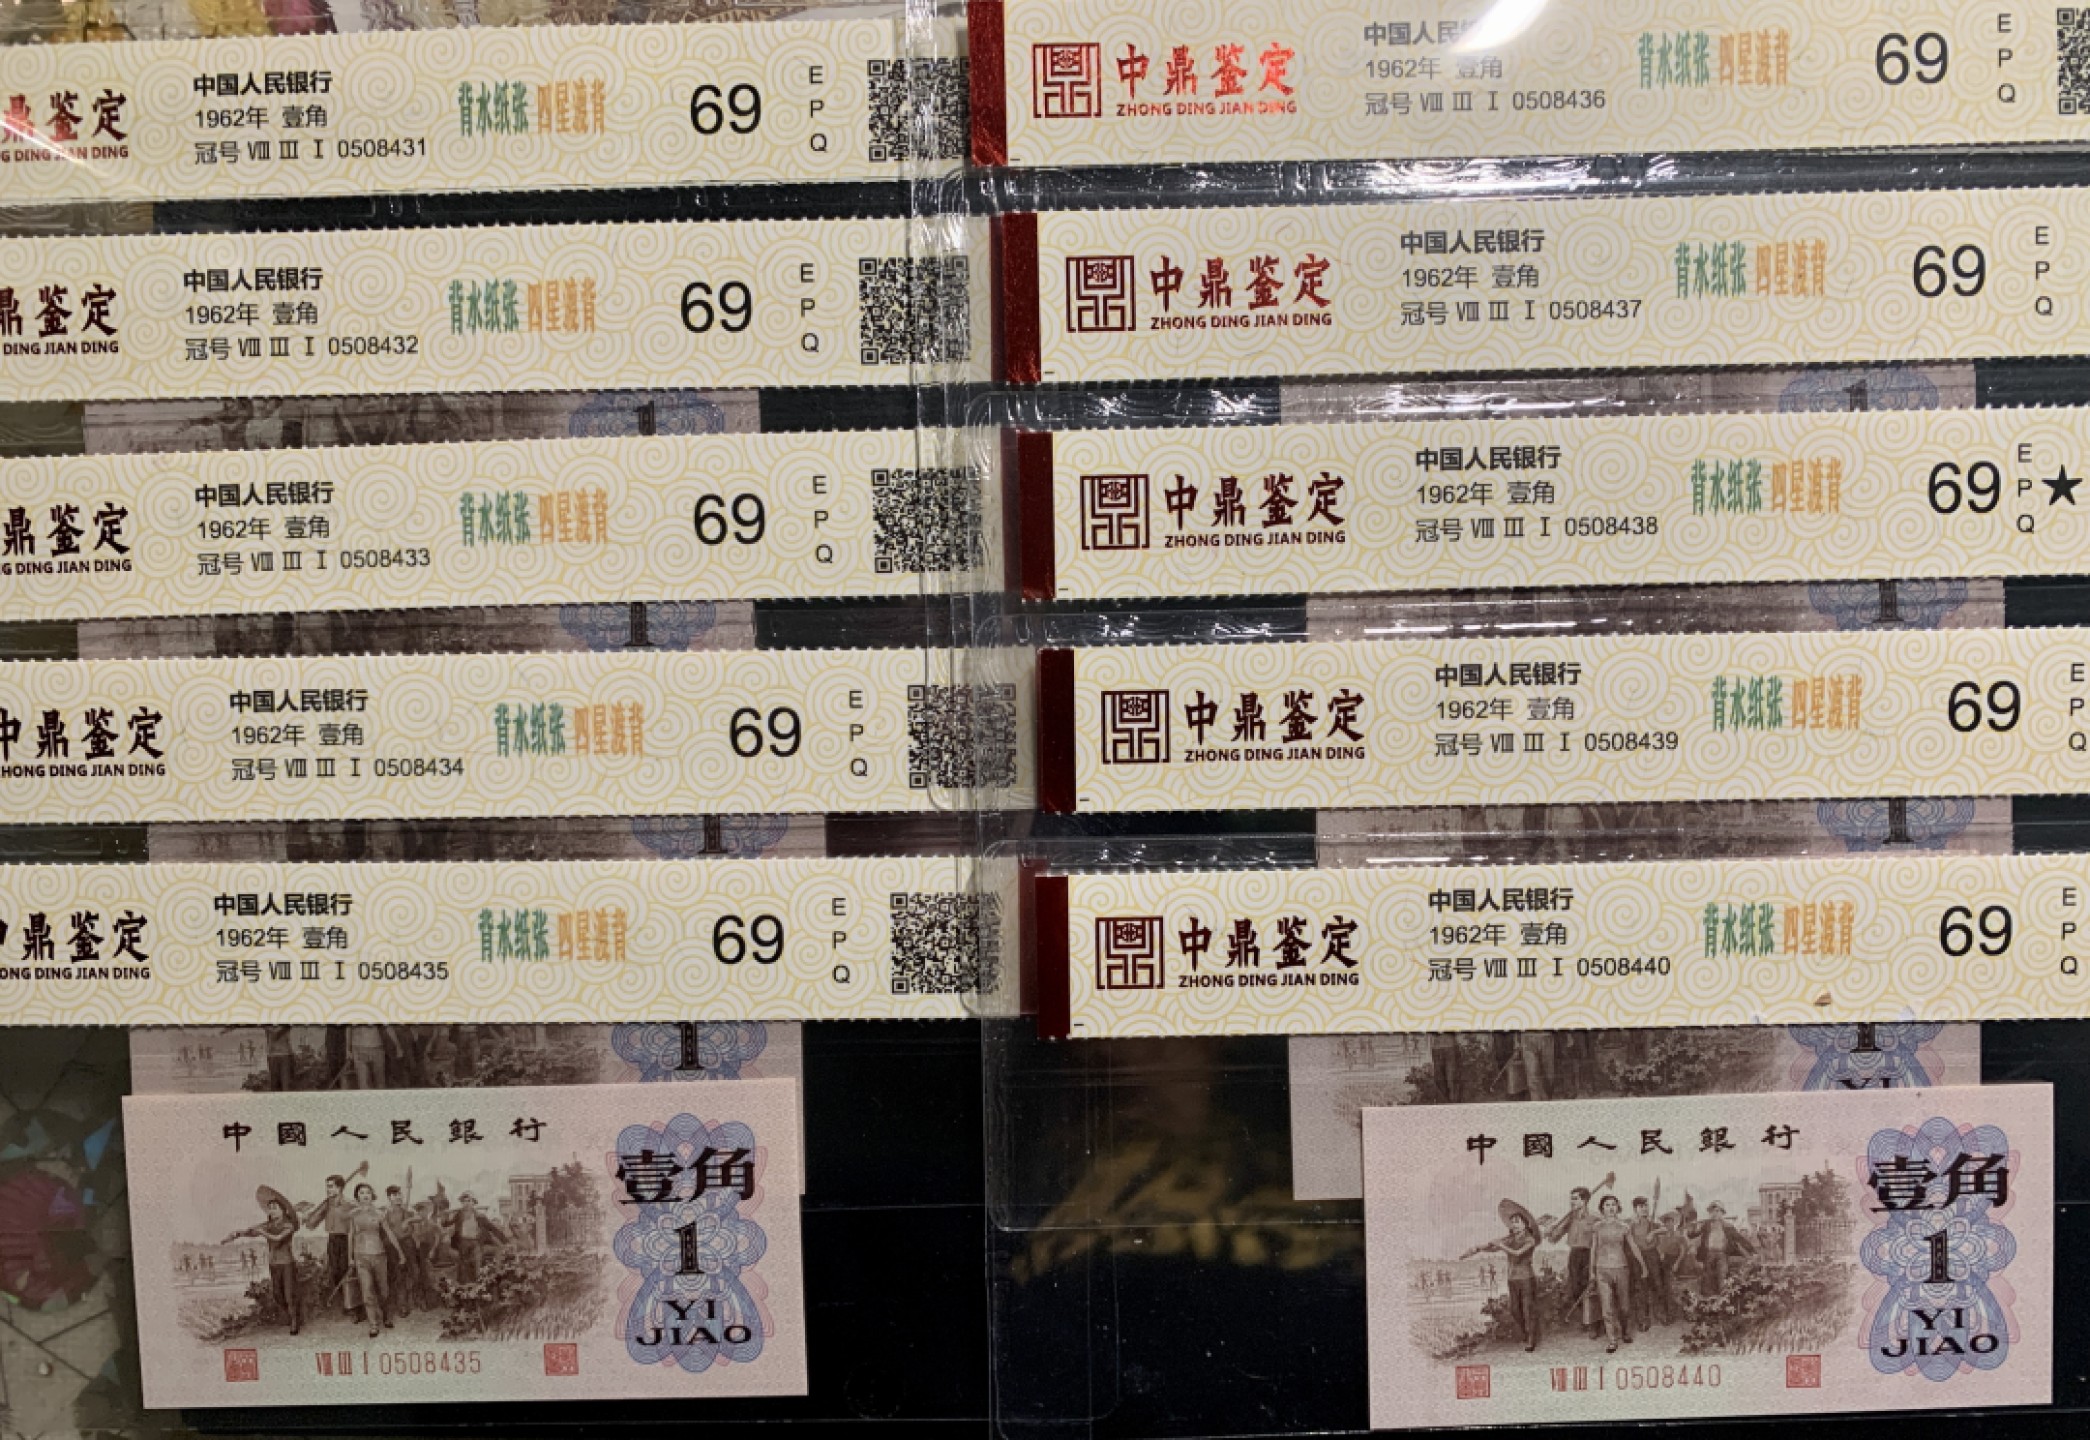 鼎鉴定
G DING JIAN DING
中国人民银行
1962年 壹角
冠号 Ⅷ Ⅲ Ⅰ 0508431
背水纸张 四星渡背
69
E
P
Q
鼎鉴定
DING JIAN DING
中国人民银行
1962年 壹角
冠号 Ⅷ Ⅲ Ⅰ 0508432
背水纸张 四星渡背
69
E
P
Q
鼎鉴定
G DING JIAN DING
中国人民银行
1962年 壹角
冠号 Ⅷ Ⅲ Ⅰ 0508433
背水纸张 四星渡背
69
E
P
Q
中鼎鉴定
HONG DING JIAN DING
中国人民银行
1962年 壹角
冠号 Ⅷ Ⅲ Ⅰ 0508434
背水纸张 四星渡背
69
E
P
Q
鼎鉴定
ONG DING JIAN DING
中国人民银行
1962年 壹角
冠号 Ⅷ Ⅲ Ⅰ 0508435
背水纸张 四星渡背
69
E
P
Q
1
中國人民銀行
壹角
1
YI
JIAO
Ⅷ Ⅲ Ⅰ 0508435
中鼎鉴定
ZHONG DING JIAN DING
中国人民银行
1962年 壹角
冠号 Ⅷ Ⅲ Ⅰ 0508436
背水纸张 四星渡背
69
E
P
Q
中鼎鉴定
ZHONG DING JIAN DING
中国人民银行
1962年 壹角
冠号 Ⅷ Ⅲ Ⅰ 0508437
背水纸张 四星渡背
69
E
P
Q
中鼎鉴定
ZHONG DING JIAN DING
中国人民银行
1962年 壹角
冠号 Ⅷ Ⅲ Ⅰ 0508438
背水纸张 四星渡背
69
E
P ★
Q
中鼎鉴定
ZHONG DING JIAN DING
中国人民银行
1962年 壹角
冠号 Ⅷ Ⅲ Ⅰ 0508439
背水纸张 四星渡背
69
E
P
Q
中鼎鉴定
ZHONG DING JIAN DING
中国人民银行
1962年 壹角
冠号 Ⅷ Ⅲ Ⅰ 0508440
背水纸张 四星渡背
69
E
P
Q
1
YI
中國人民銀行
壹角
1
YI
JIAO
Ⅷ Ⅲ Ⅰ 0508440